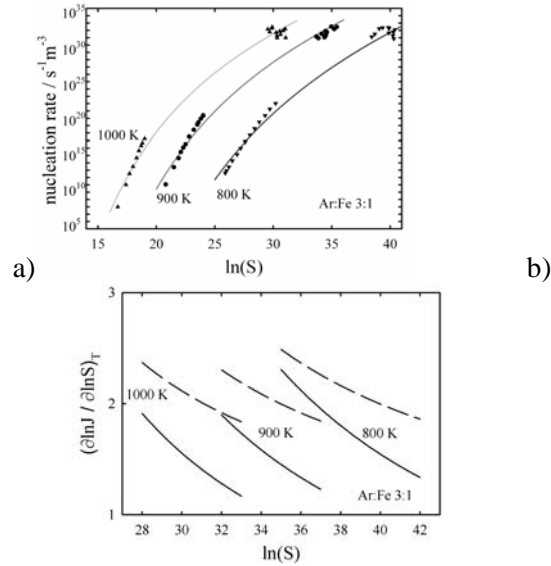 10^35
10^30
10^25
10^20
10^15
10^10
10^5
nucleation rate / s^-1m^-3
1000 K
900 K
800 K
Ar:Fe 3:1
15 20 25 30 35 40
ln(S)
a) b)
3
2
1
(∂lnJ / ∂lnS)_T
1000 K
900 K
800 K
Ar:Fe 3:1
28 30 32 34 36 38 40 42
ln(S)